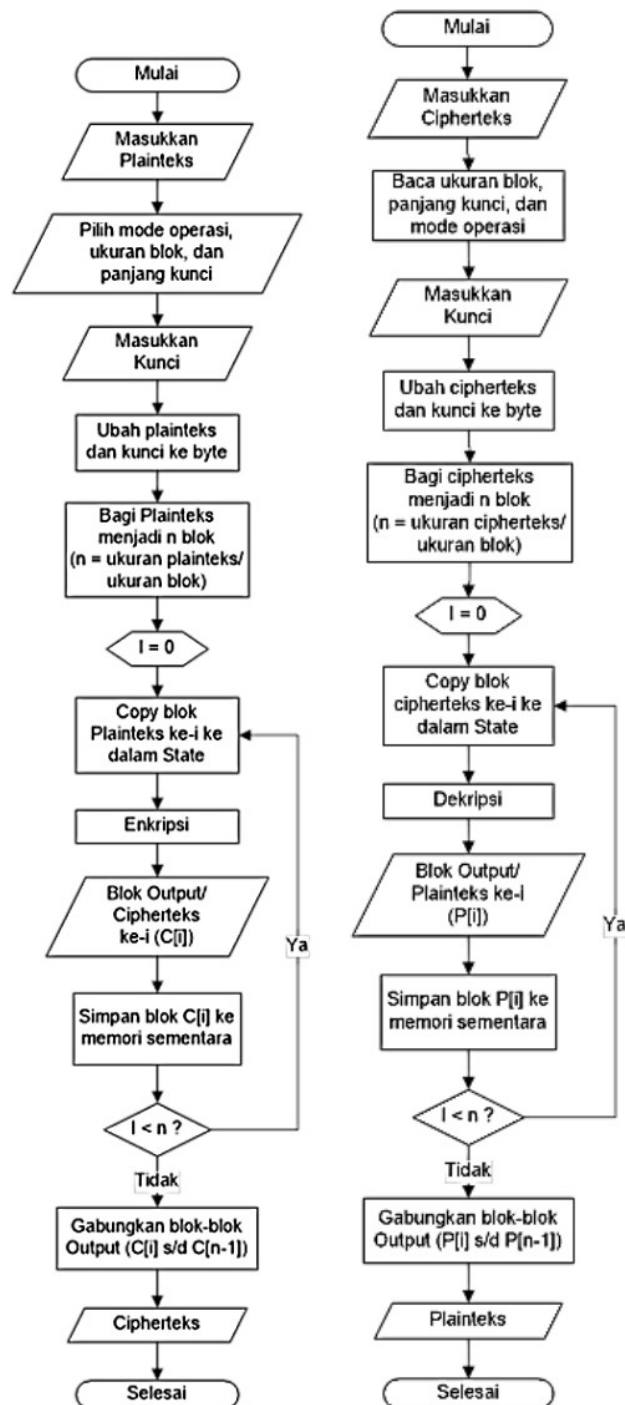 Mulai
Masukkan
Plainteks
Pilih mode operasi,
ukuran blok, dan
panjang kunci
Masukkan
Kunci
Ubah plainteks
dan kunci ke byte
Bagi Plainteks
menjadi n blok
(n = ukuran plainteks/
ukuran blok)
I = 0
Copy blok
Plainteks ke-i ke
dalam State
Enkripsi
Blok Output/
Cipherteks
ke-i (C[i])
Ya
Simpan blok C[i] ke
memori sementara
I < n ?
Tidak
Gabungkan blok-blok
Output (C[i] s/d C[n-1])
Cipherteks
Selesai
Mulai
Masukkan
Cipherteks
Baca ukuran blok,
panjang kunci, dan
mode operasi
Masukkan
Kunci
Ubah cipherteks
dan kunci ke byte
Bagi cipherteks
menjadi n blok
(n = ukuran cipherteks/
ukuran blok)
I = 0
Copy blok
cipherteks ke-i ke
dalam State
Dekripsi
Blok Output/
Plainteks ke-i
(P[i])
Ya
Simpan blok P[i] ke
memori sementara
I < n ?
Tidak
Gabungkan blok-blok
Output (P[i] s/d P[n-1])
Plainteks
Selesai